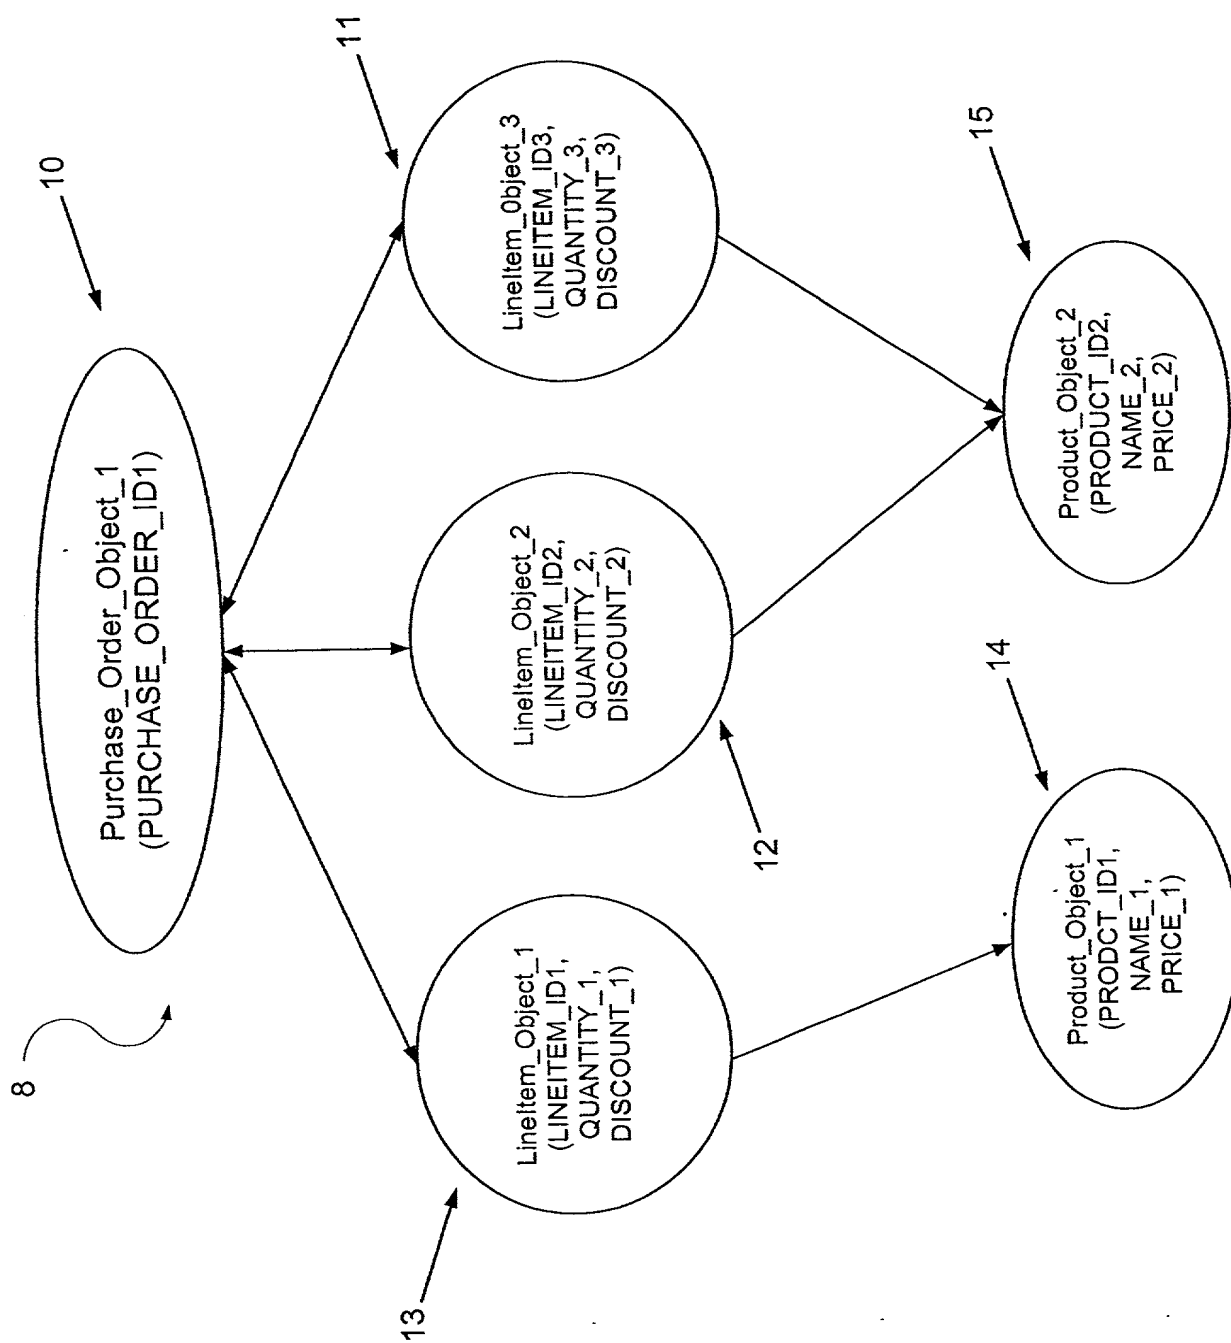 8
10
Purchase_Order_Object_1
(PURCHASE_ORDER_ID1)
13
LineItem_Object_1
(LINEITEM_ID1,
QUANTITY_1,
DISCOUNT_1)
12
LineItem_Object_2
(LINEITEM_ID2,
QUANTITY_2,
DISCOUNT_2)
11
LineItem_0bject_3
(LINEITEM_ID3,
QUANTITY_3,
DISCOUNT_3)
14
Product_Object_1
(PRODCT_ID1,
NAME_1,
PRICE_1)
15
Product_Object_2
(PRODUCT_ID2,
NAME_2,
PRICE_2)